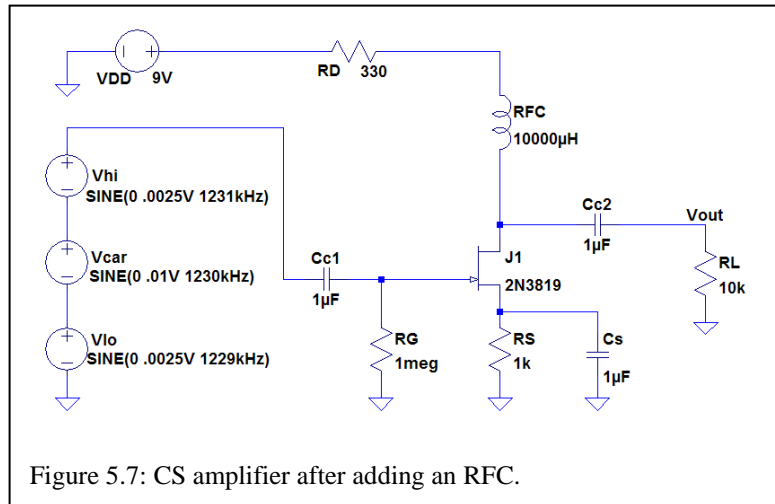 VDD
9V
RD
330
RFC
10000µH
Vhi
SINE(0 .0025V 1231kHz)
Vcar
SINE(0 .01V 1230kHz)
Vlo
SINE(0 .0025V 1229kHz)
Cc1
1µF
RG
1meg
Cc2
1µF
Vout
J1
2N3819
RL
10k
RS
1k
Cs
1µF
Figure 5.7: CS amplifier after adding an RFC.